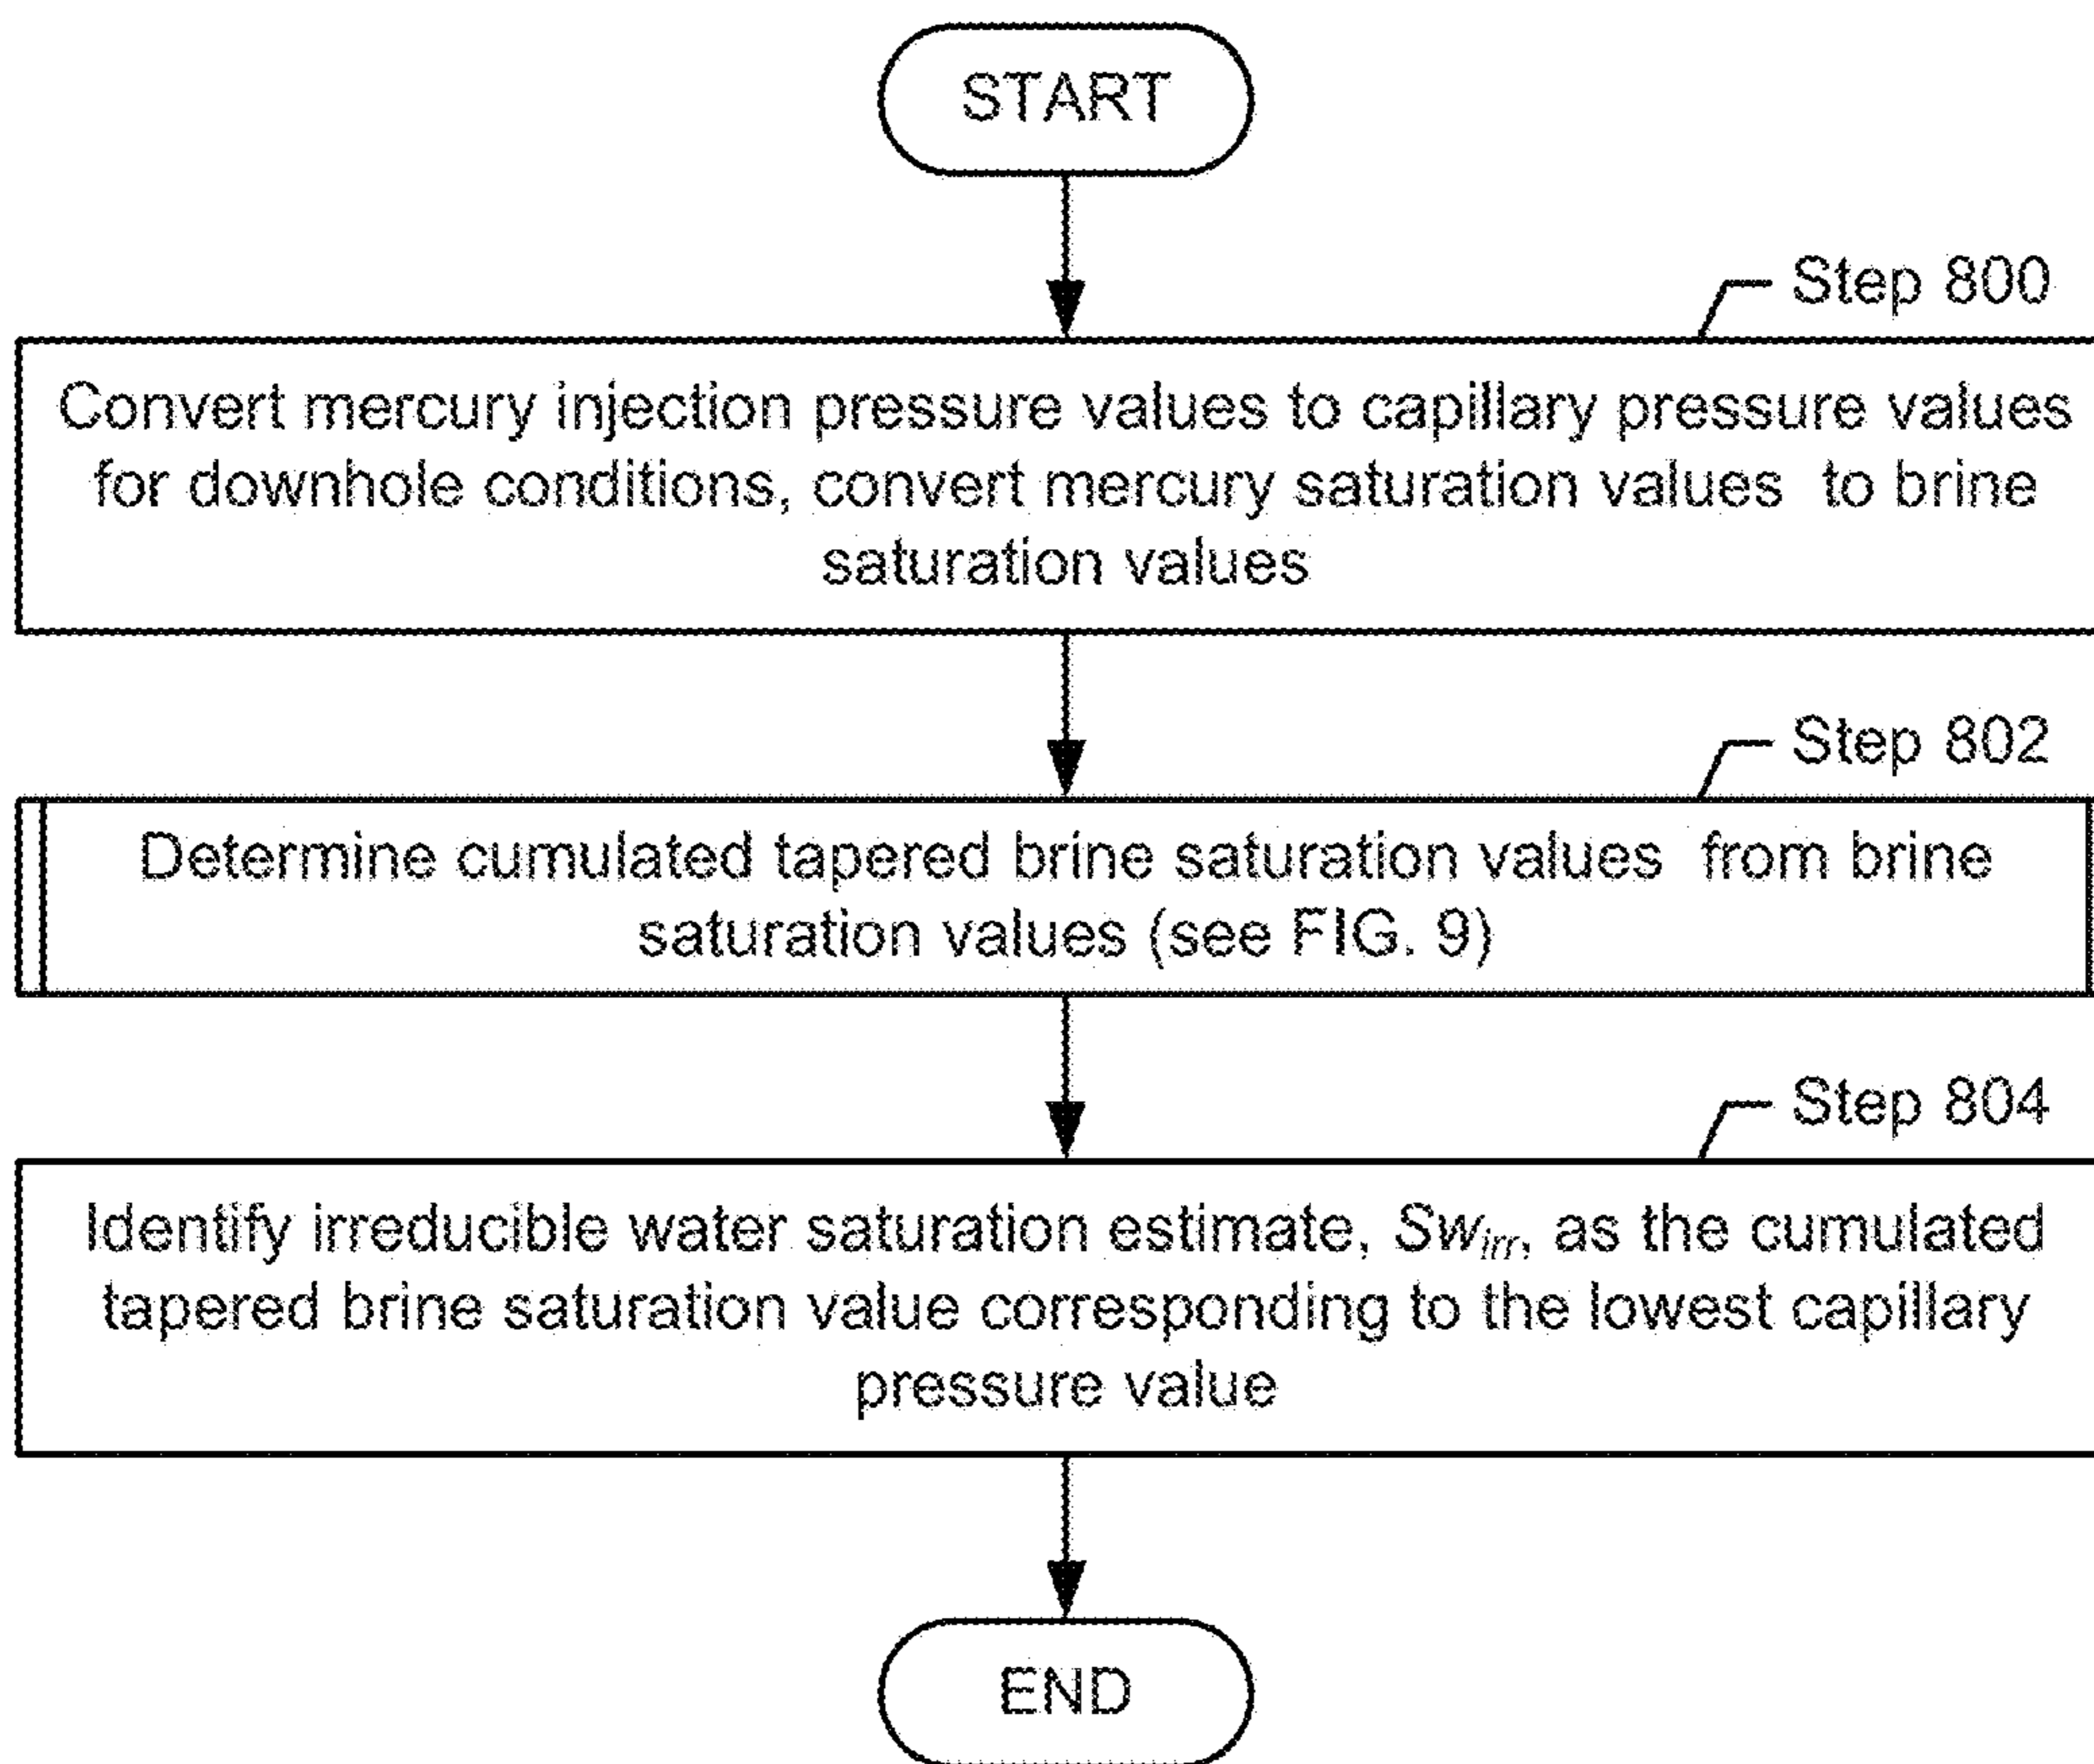 START
Step 800
Convert mercury injection pressure values to capillary pressure values
for downhole conditions, convert mercury saturation values to brine
saturation values
Step 802
Determine cumulated tapered brine saturation values from brine
saturation values (see FIG. 9)
Step 804
Identify irreducible water saturation estimate, Swirr, as the cumulated
tapered brine saturation value corresponding to the lowest capillary
pressure value
END